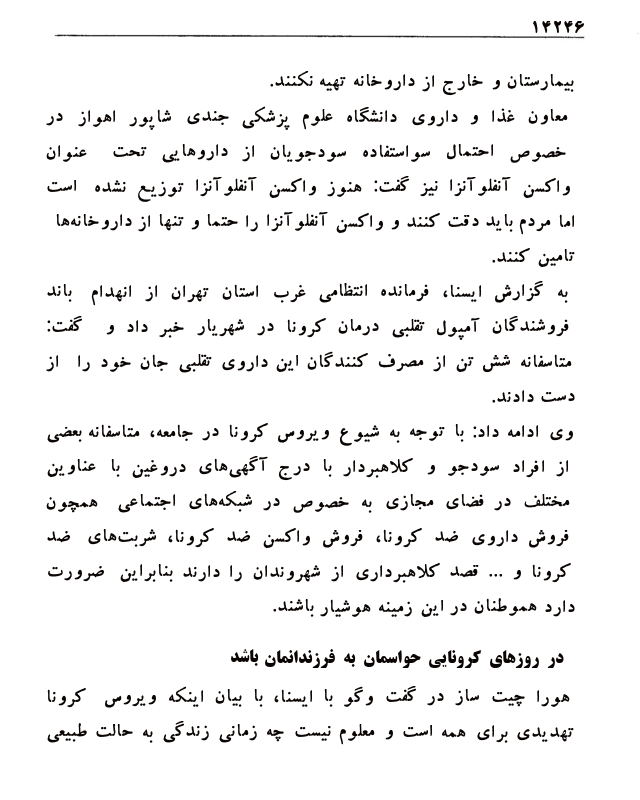 ۱۴۲۴۶
بیمارستان و خارج از داروخانه تهیه نکنند.
معاون غذا و داروی دانشگاه علوم پزشکی جندی شاپور اهواز در
خصوص احتمال سواستفاده سودجویان از داروهایی تحت عنوان
واکسن آنفلوآنزا نیز گفت: هنوز واکسن آنفلوآنزا توزیع نشده است
اما مردم باید دقت کنند و واکسن آنفلوآنزا را حتما و تنها از داروخانه‌ها
تامین کنند.
به گزارش ایسنا، فرمانده انتظامی غرب استان تهران از انهدام باند
فروشندگان آمپول تقلبی درمان کرونا در شهریار خبر داد و گفت:
متاسفانه شش تن از مصرف کنندگان این داروی تقلبی جان خود را از
دست دادند.
وی ادامه داد: با توجه به شیوع ویروس کرونا در جامعه، متاسفانه بعضی
از افراد سودجو و کلاهبردار با درج آگهی‌های دروغین با عناوین
مختلف در فضای مجازی به خصوص در شبکه‌های اجتماعی همچون
فروش داروی ضد کرونا، فروش واکسن ضد کرونا، شربت‌های ضد
کرونا و ... قصد کلاهبرداری از شهروندان را دارند بنابراین ضرورت
دارد هموطنان در این زمینه هوشیار باشند.
در روزهای کرونایی حواسمان به فرزندانمان باشد
هورا چیت ساز در گفت وگو با ایسنا، با بیان اینکه ویروس کرونا
تهدیدی برای همه است و معلوم نیست چه زمانی زندگی به حالت طبیعی